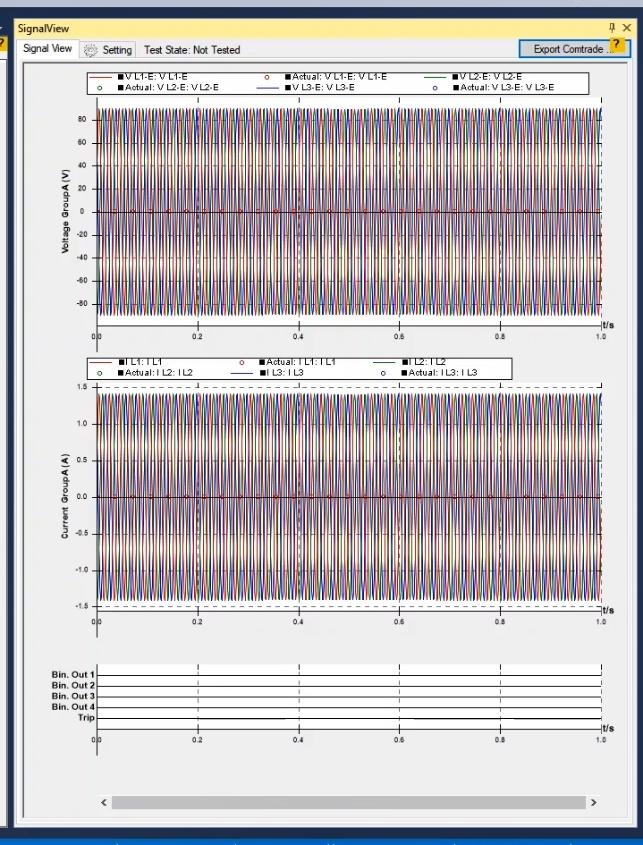 SignalView
?
Signal View Setting Test State: Not Tested Export Comtrade ... ?
V L1-E: V L1-E Actual: V L1-E: V L1-E V L2-E: V L2-E
Actual: V L2-E: V L2-E V L3-E: V L3-E Actual: V L3-E: V L3-E
Voltage GroupA (V)
80
60
40
20
0
-20
-40
-60
-80
t/s
0.0 0.2 0.4 0.6 0.8 1.0
I L1: I L1 Actual: I L1: I L1 I L2: I L2
Actual: I L2: I L2 I L3: I L3 Actual: I L3: I L3
Current GroupA (A)
1.5
1.0
0.5
0.0
-0.5
-1.0
-1.5
t/s
0.0 0.2 0.4 0.6 0.8 1.0
Bin. Out 1
Bin. Out 2
Bin. Out 3
Bin. Out 4
Trip
t/s
0.0 0.2 0.4 0.6 0.8 1.0